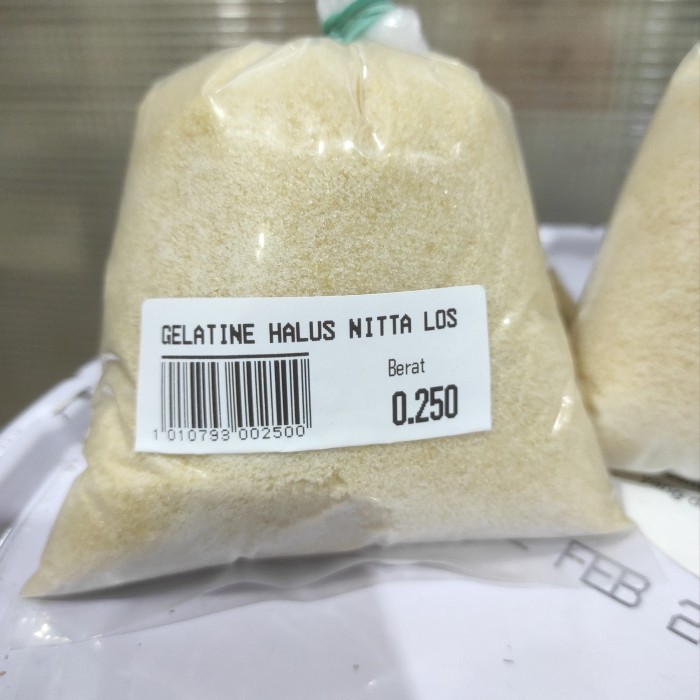 GELATINE HALUS NITTA LOS
Berat
0.250
1 010793 002500
FEB